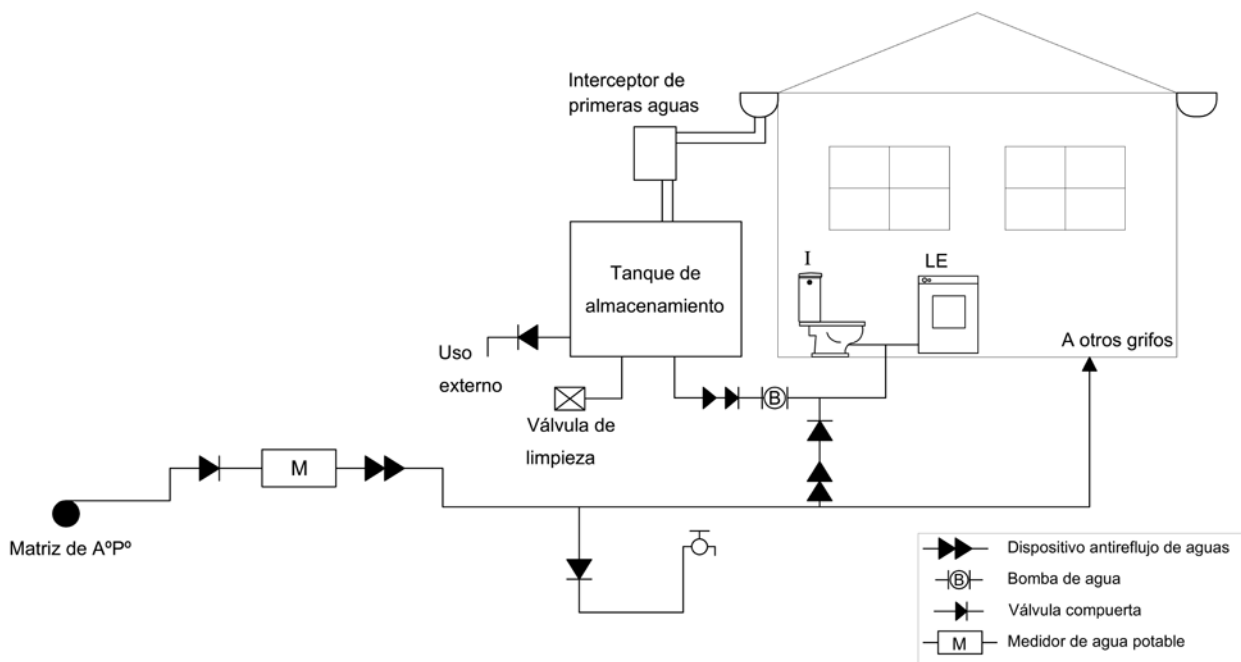 Interceptor de
primeras aguas
Tanque de
almacenamiento
I
LE
A otros grifos
Uso
externo
Válvula de
limpieza
B
M
Matriz de AºPº
Dispositivo antireflujo de aguas
B
Bomba de agua
Válvula compuerta
M
Medidor de agua potable